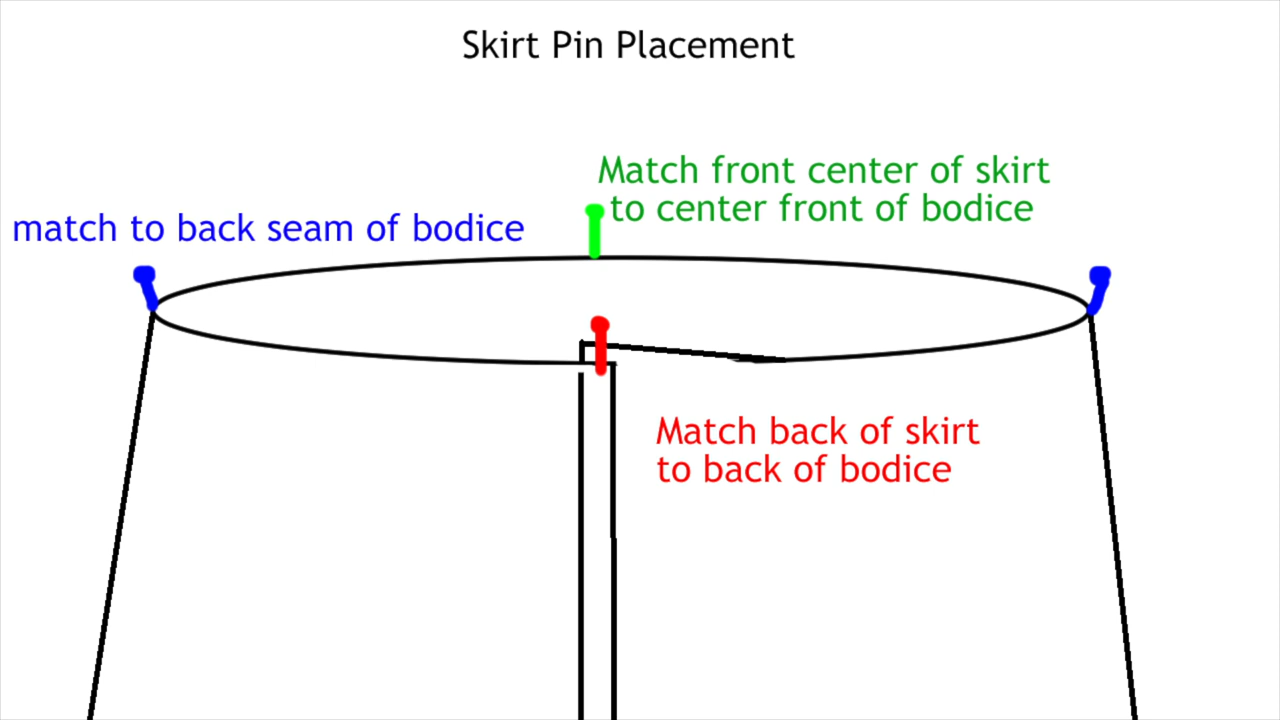 Skirt Pin Placement
Match front center of skirt
to center front of bodice
match to back seam of bodice
Match back of skirt
to back of bodice